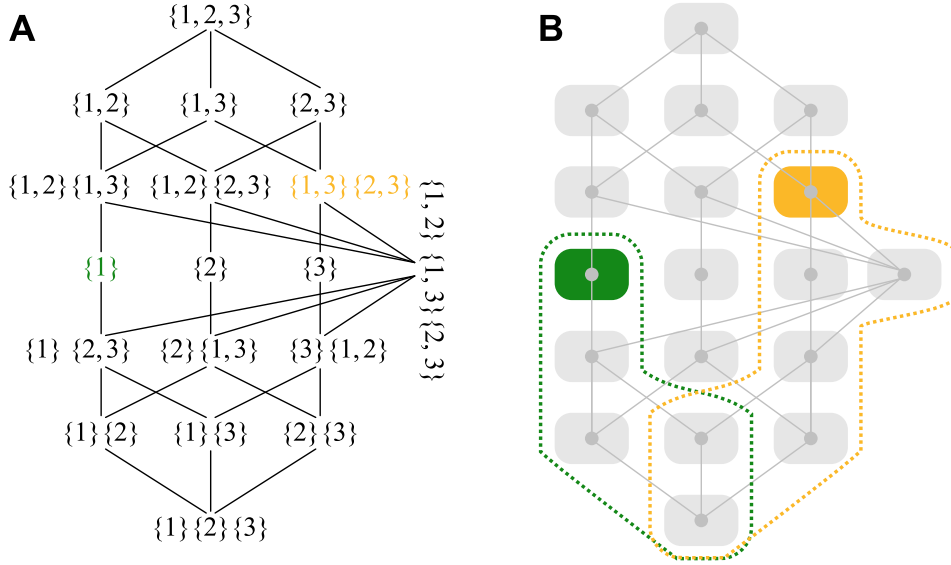 A
B
{1, 2, 3}
{1, 2}
{1, 3}
{2, 3}
{1, 2} {1, 3}
{1, 2} {2, 3}
{1, 3} {2, 3}
{1, 2} {1, 3} {2, 3}
{1}
{2}
{3}
{1} {2, 3}
{2} {1, 3}
{3} {1, 2}
{1} {2}
{1} {3}
{2} {3}
{1} {2} {3}